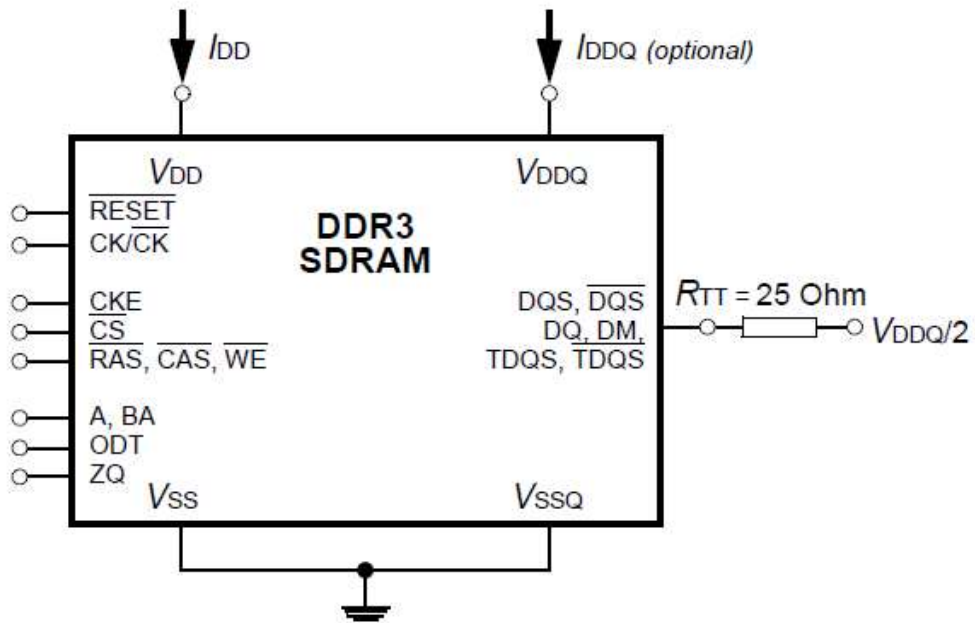 IDD
IDDQ (optional)
VDD
VDDQ
RESET
CK/CK
DDR3
SDRAM
CKE
CS
RAS, CAS, WE
DQS, DQS
DQ, DM,
TDQS, TDQS
RTT = 25 Ohm
VDDQ/2
A, BA
ODT
ZQ
VSS
VSSQ